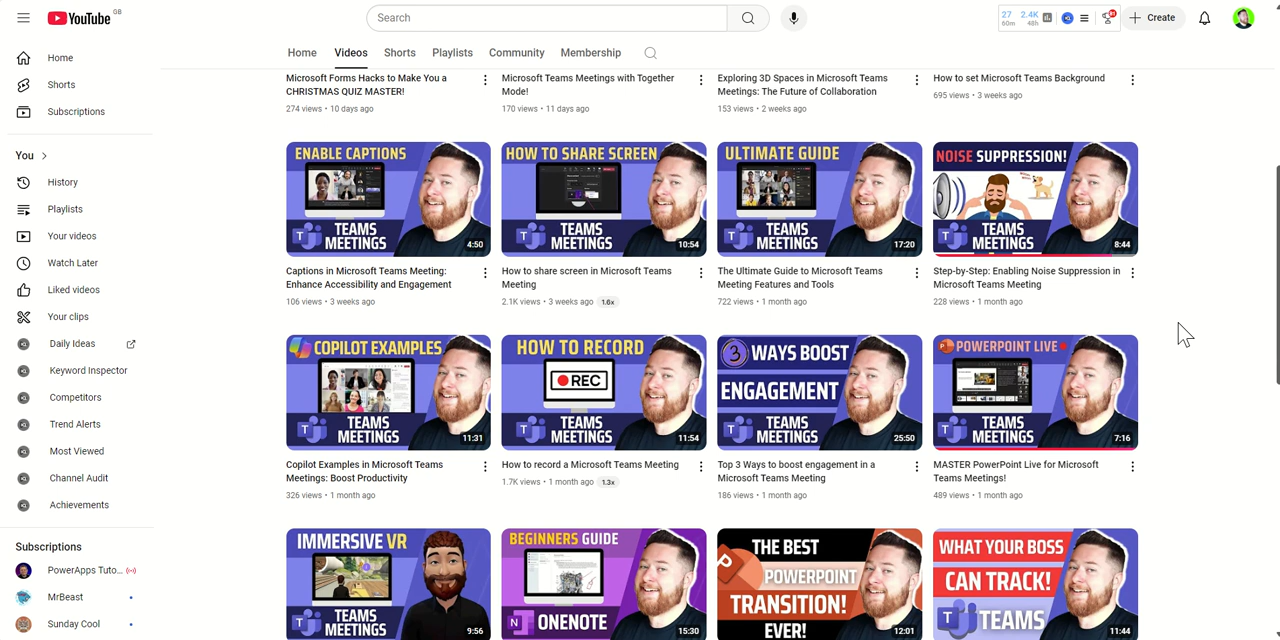 YouTube GB
Search
27 60m
2.4K 48h
Create
Home
Videos
Shorts
Playlists
Community
Membership
Home
Shorts
Subscriptions
You
History
Playlists
Your videos
Watch Later
Liked videos
Your clips
Daily Ideas
Keyword Inspector
Competitors
Trend Alerts
Most Viewed
Channel Audit
Achievements
Subscriptions
PowerApps Tuto...
MrBeast
Sunday Cool
Microsoft Forms Hacks to Make You a
CHRISTMAS QUIZ MASTER!
274 views • 10 days ago
Microsoft Teams Meetings with Together
Mode!
170 views • 11 days ago
Exploring 3D Spaces in Microsoft Teams
Meetings: The Future of Collaboration
153 views • 2 weeks ago
How to set Microsoft Teams Background
695 views • 3 weeks ago
ENABLE CAPTIONS
T
TEAMS
MEETINGS
4:50
Captions in Microsoft Teams Meeting:
Enhance Accessibility and Engagement
106 views • 3 weeks ago
HOW TO SHARE SCREEN
T
TEAMS
MEETINGS
10:54
How to share screen in Microsoft Teams
Meeting
2.1K views • 3 weeks ago 1.6x
ULTIMATE GUIDE
T
TEAMS
MEETINGS
17:20
The Ultimate Guide to Microsoft Teams
Meeting Features and Tools
722 views • 1 month ago
NOISE SUPPRESSION!
T
TEAMS
MEETINGS
8:44
Step-by-Step: Enabling Noise Suppression in
Microsoft Teams Meeting
228 views • 1 month ago
COPILOT EXAMPLES
T
TEAMS
MEETINGS
11:31
Copilot Examples in Microsoft Teams
Meetings: Boost Productivity
326 views • 1 month ago
HOW TO RECORD
REC
T
TEAMS
MEETINGS
11:54
How to record a Microsoft Teams Meeting
1.7K views • 1 month ago 1.3x
3 WAYS BOOST
ENGAGEMENT
T
TEAMS
MEETINGS
25:50
Top 3 Ways to boost engagement in a
Microsoft Teams Meeting
186 views • 1 month ago
P
POWERPOINT LIVE
T
TEAMS
MEETINGS
7:16
MASTER PowerPoint Live for Microsoft
Teams Meetings!
489 views • 1 month ago
IMMERSIVE VR
T
TEAMS
MEETINGS
9:56
BEGINNERS GUIDE
N
ONENOTE
15:30
THE BEST
P
POWERPOINT
TRANSITION!
EVER!
12:01
WHAT YOUR BOSS
CAN TRACK!
T
TEAMS
11:44